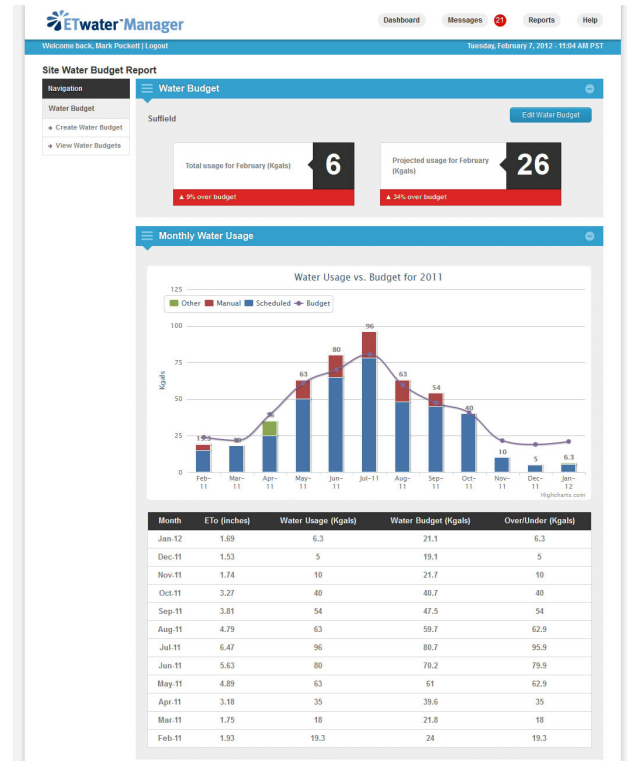 ETwater Manager
Dashboard Messages 21 Reports Help
Welcome back, Mark Puckett | Logout
Tuesday, February 7, 2012 - 11:04 AM PST
Site Water Budget Report
Navigation
Water Budget
Create Water Budget
View Water Budgets
Water Budget
Suffield
Edit Water Budget
Total usage for February (Kgals)
6
▲ 9% over budget
Projected usage for February
(Kgals)
26
▲ 34% over budget
Monthly Water Usage
Water Usage vs. Budget for 2011
Other Manual Scheduled Budget
Kgals
125
100
75
50
25
0
63
80
96
63
54
40
10
5
6.3
Feb-
11
Mar-
11
Apr-
11
May-
11
Jun-
11
Jul-11
Aug-
11
Sep-
11
Oct-
11
Nov-
11
Dec-
11
Jan-
12
Highcharts.com
Month ETo (inches) Water Usage (Kgals) Water Budget (Kgals) Over/Under (Kgals)
Jan-12 1.69 6.3 21.1 6.3
Dec-11 1.53 5 19.1 5
Nov-11 1.74 10 21.7 10
Oct-11 3.27 40 40.7 40
Sep-11 3.81 54 47.5 54
Aug-11 4.79 63 59.7 62.9
Jul-11 6.47 96 80.7 95.9
Jun-11 5.63 80 70.2 79.9
May-11 4.89 63 61 62.9
Apr-11 3.18 35 39.6 35
Mar-11 1.75 18 21.8 18
Feb-11 1.93 19.3 24 19.3